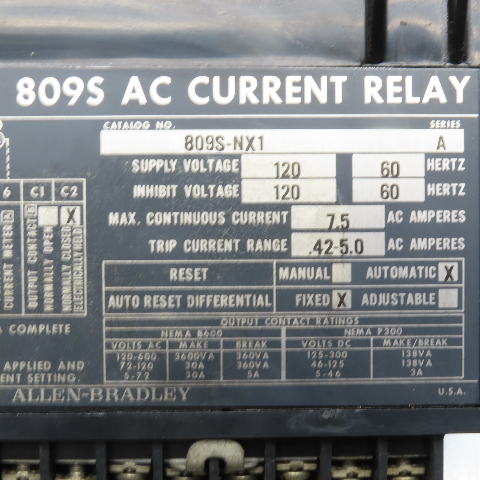 809S AC CURRENT RELAY
CATALOG NO. SERIES
809S-NX1 A
SUPPLY VOLTAGE 120 60 HERTZ
INHIBIT VOLTAGE 120 60 HERTZ
6 C1 C2
MAX. CONTINUOUS CURRENT 7.5 AC AMPERES
TRIP CURRENT RANGE .42-5.0 AC AMPERES
CURRENT METER
OUTPUT CONTACT
NORMALLY OPEN
X
NORMALLY CLOSED
ELECTRICALLY HELD
RESET MANUAL AUTOMATIC X
AUTO RESET DIFFERENTIAL FIXED X ADJUSTABLE
OUTPUT CONTACT RATINGS
COMPLETE
NEMA B600 NEMA P300
VOLTS AC MAKE BREAK VOLTS DC MAKE/BREAK
120-600 3600VA 360VA 125-300 138VA
APPLIED AND 72-120 30A 360VA 46-125 138VA
ENT SETTING. 5-72 30A 5A 5-46 3A
ALLEN-BRADLEY U.S.A.